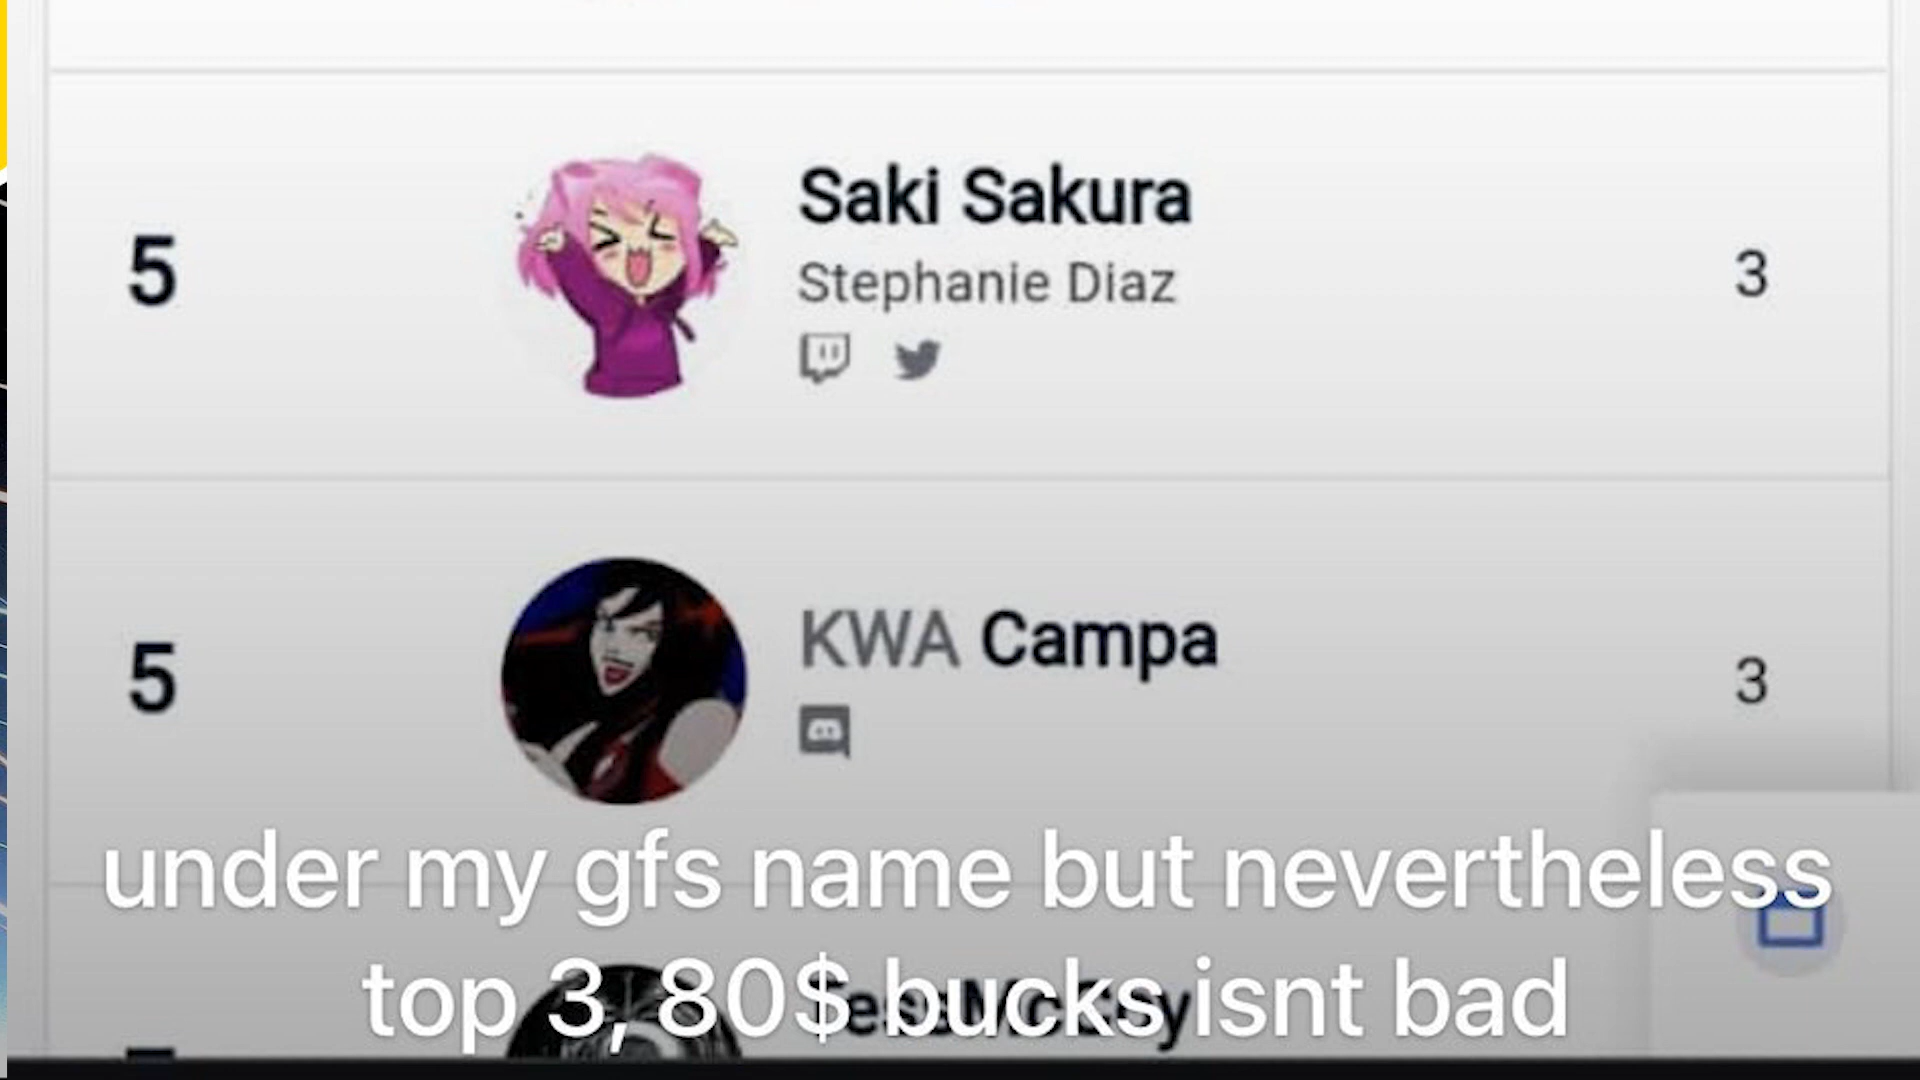 5
Saki Sakura
Stephanie Diaz
3
5
KWA Campa
3
under my gfs name but nevertheless
top 3, 80$ bucks isnt bad